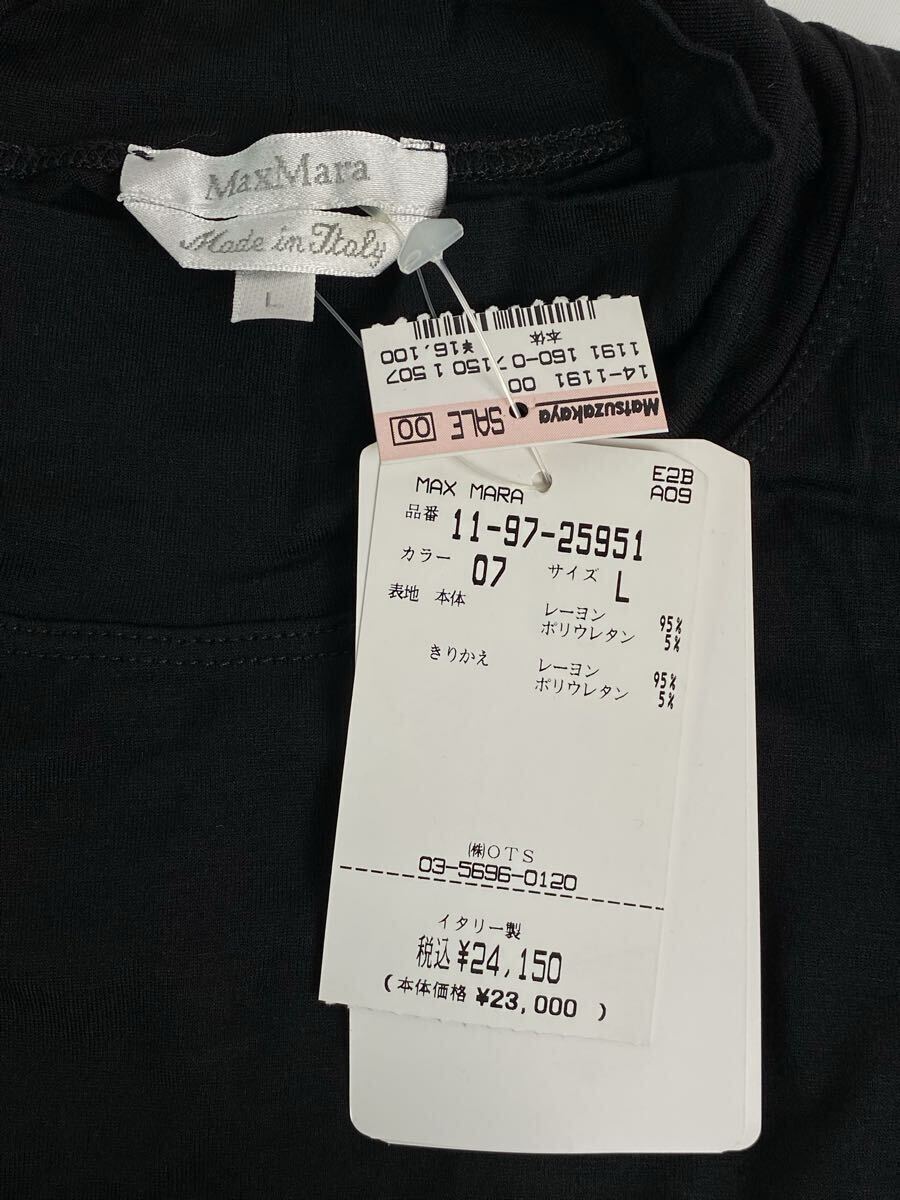 MaxMara
Made in Italy
L
Matsuzakaya SALE 00
14-1191 00
1191 160-0 7150 1 507
本体 ¥16,100
MAX MARA E2B
A09
品番 11-97-25951
カラー 07 サイズ L
表地 本体 レーヨン 95%
ポリウレタン 5%
きりかえ レーヨン 95%
ポリウレタン 5%
㈱OTS
03-5696-0120
イタリー製
税込 ¥24,150
(本体価格 ¥23,000 )